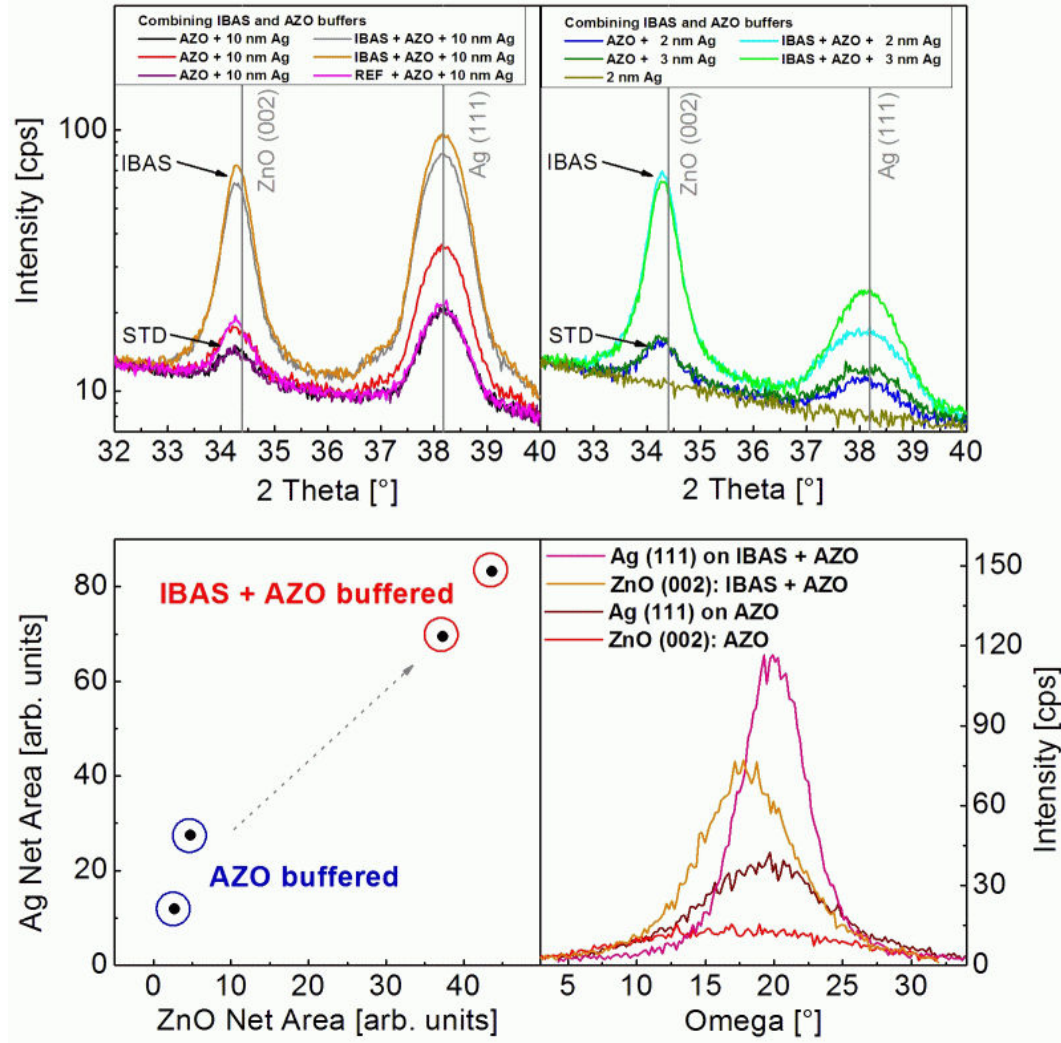 Combining IBAS and AZO buffers
AZO + 10 nm Ag
IBAS + AZO + 10 nm Ag
AZO + 10 nm Ag
IBAS + AZO + 10 nm Ag
AZO + 10 nm Ag
REF + AZO + 10 nm Ag
ZnO (002)
Ag (111)
IBAS
STD
100
10
Intensity [cps]
32 33 34 35 36 37 38 39 40
2 Theta [°]
Combining IBAS and AZO buffers
AZO + 2 nm Ag
IBAS + AZO + 2 nm Ag
AZO + 3 nm Ag
IBAS + AZO + 3 nm Ag
2 nm Ag
ZnO (002)
Ag (111)
IBAS
STD
33 34 35 36 37 38 39 40
2 Theta [°]
80
60
40
20
0
Ag Net Area [arb. units]
IBAS + AZO buffered
AZO buffered
0 10 20 30 40
ZnO Net Area [arb. units]
Ag (111) on IBAS + AZO
ZnO (002): IBAS + AZO
Ag (111) on AZO
ZnO (002): AZO
150
120
90
60
30
0
Intensity [cps]
5 10 15 20 25 30
Omega [°]